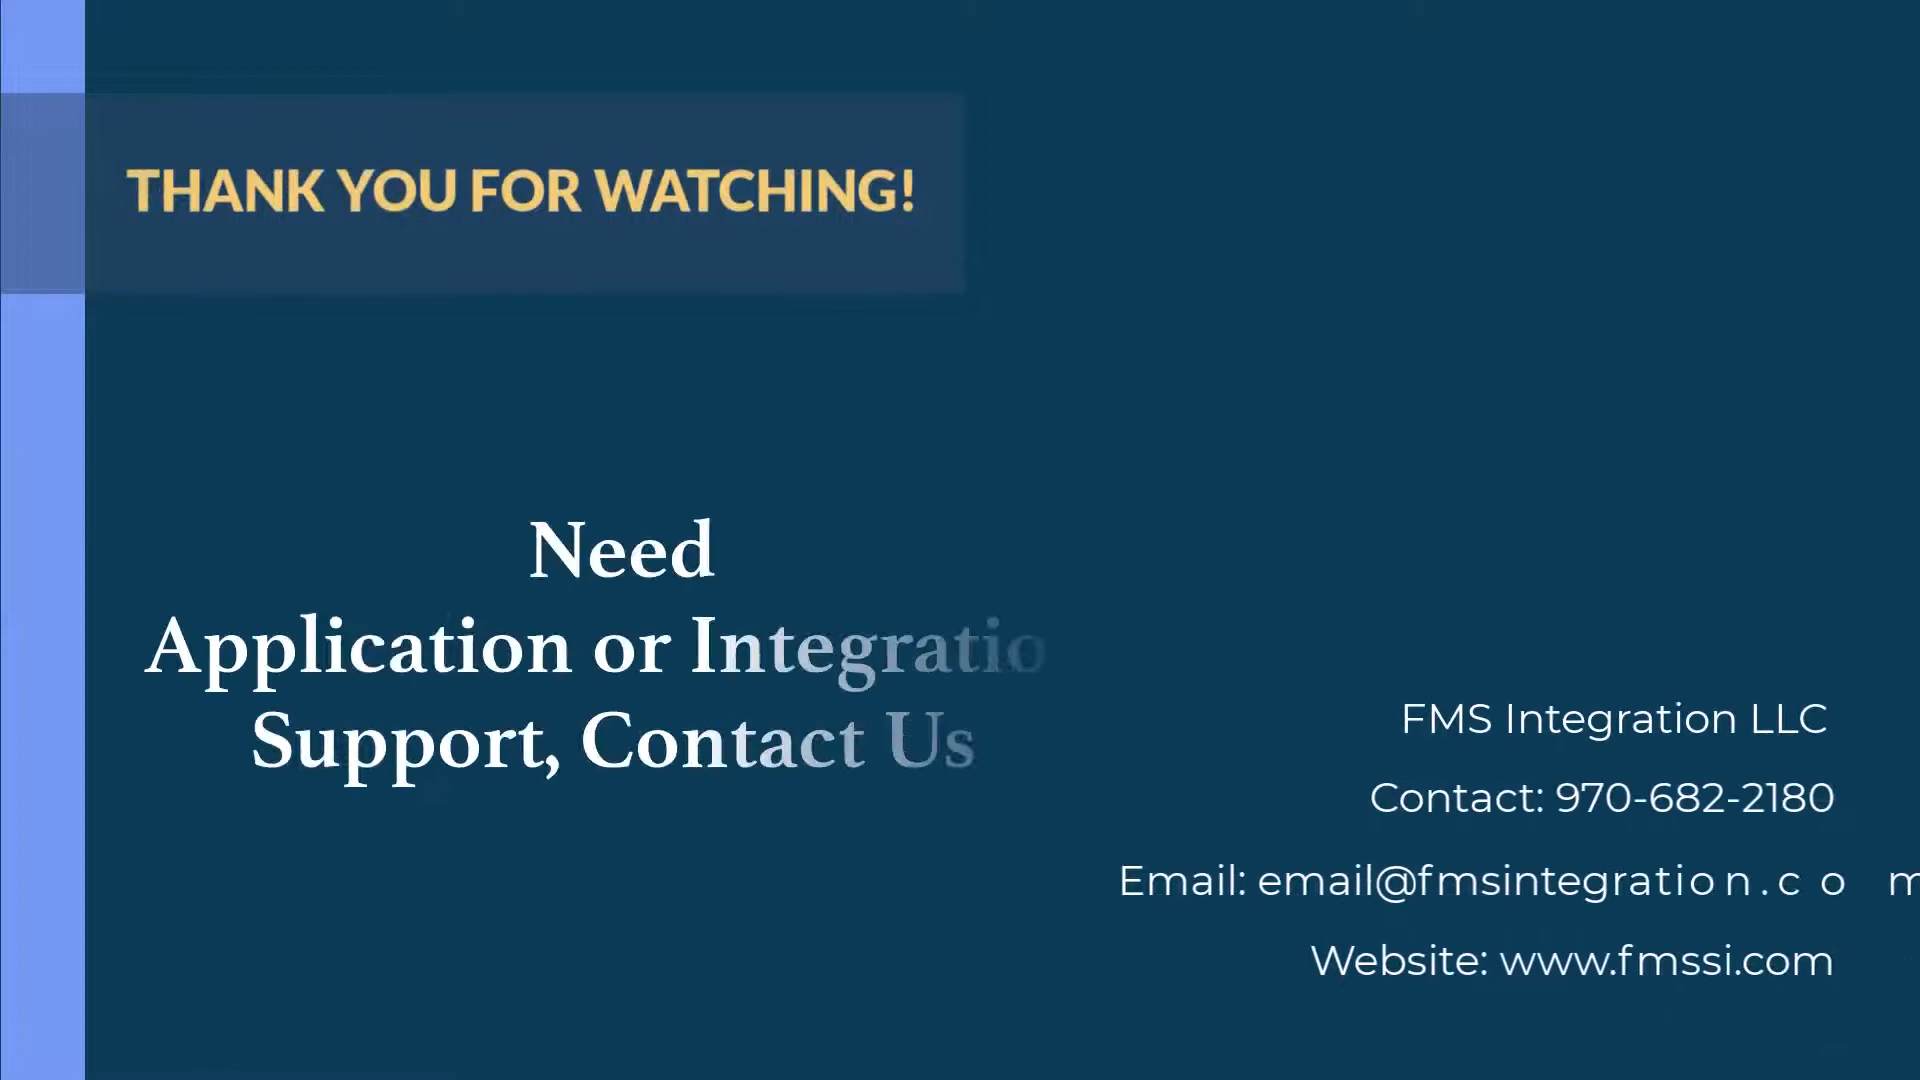 THANK YOU FOR WATCHING!
Need
Application or Integratio
Support, Contact Us
FMS Integration LLC
Contact: 970-682-2180
Email: email@fmsintegration.com
Website: www.fmssi.com